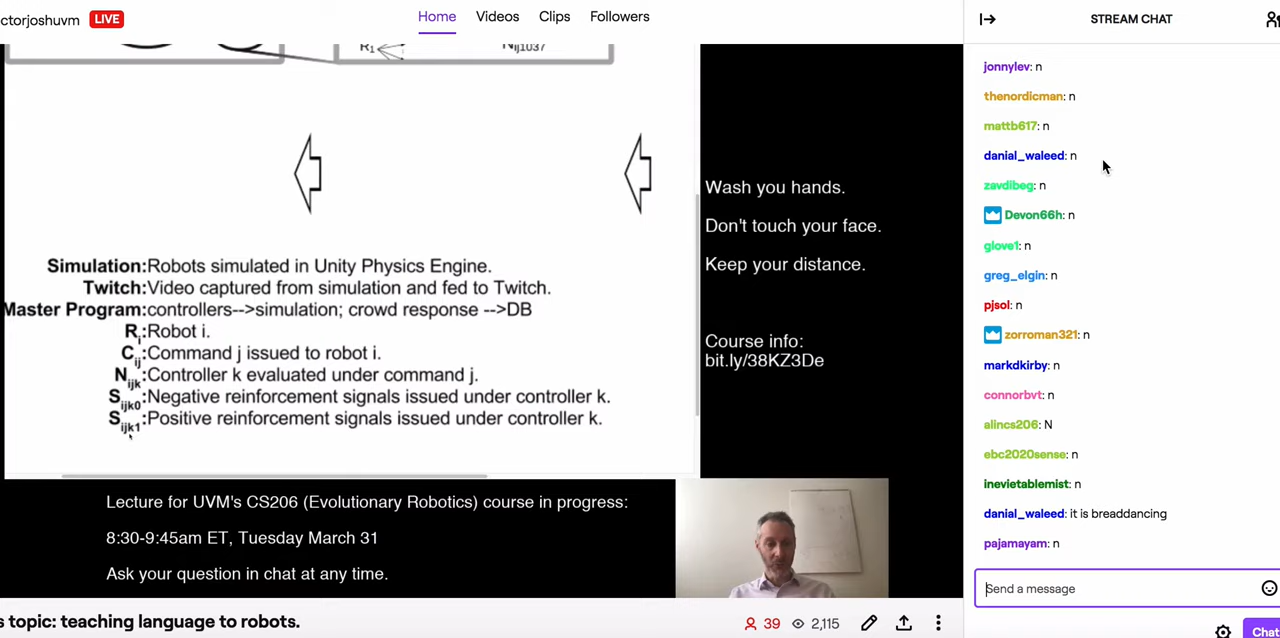 ctorjoshuvm LIVE
Home Videos Clips Followers
STREAM CHAT
R1
Nij1037
Simulation:Robots simulated in Unity Physics Engine.
Twitch:Video captured from simulation and fed to Twitch.
Master Program:controllers-->simulation; crowd response -->DB
Ri:Robot i.
Cij:Command j issued to robot i.
Nijk:Controller k evaluated under command j.
Sijk0:Negative reinforcement signals issued under controller k.
Sijk1:Positive reinforcement signals issued under controller k.
Wash you hands.
Don't touch your face.
Keep your distance.
Course info:
bit.ly/38KZ3De
Lecture for UVM's CS206 (Evolutionary Robotics) course in progress:
8:30-9:45am ET, Tuesday March 31
Ask your question in chat at any time.
s topic: teaching language to robots.
39 2,115
jonnylev: n
thenordicman: n
mattb617: n
danial_waleed: n
zavdibeg: n
Devon66h: n
glove1: n
greg_elgin: n
pjsol: n
zorroman321: n
markdkirby: n
connorbvt: n
alincs206: N
ebc2020sense: n
inevietablemist: n
danial_waleed: it is breaddancing
pajamayam: n
Send a message
Chat